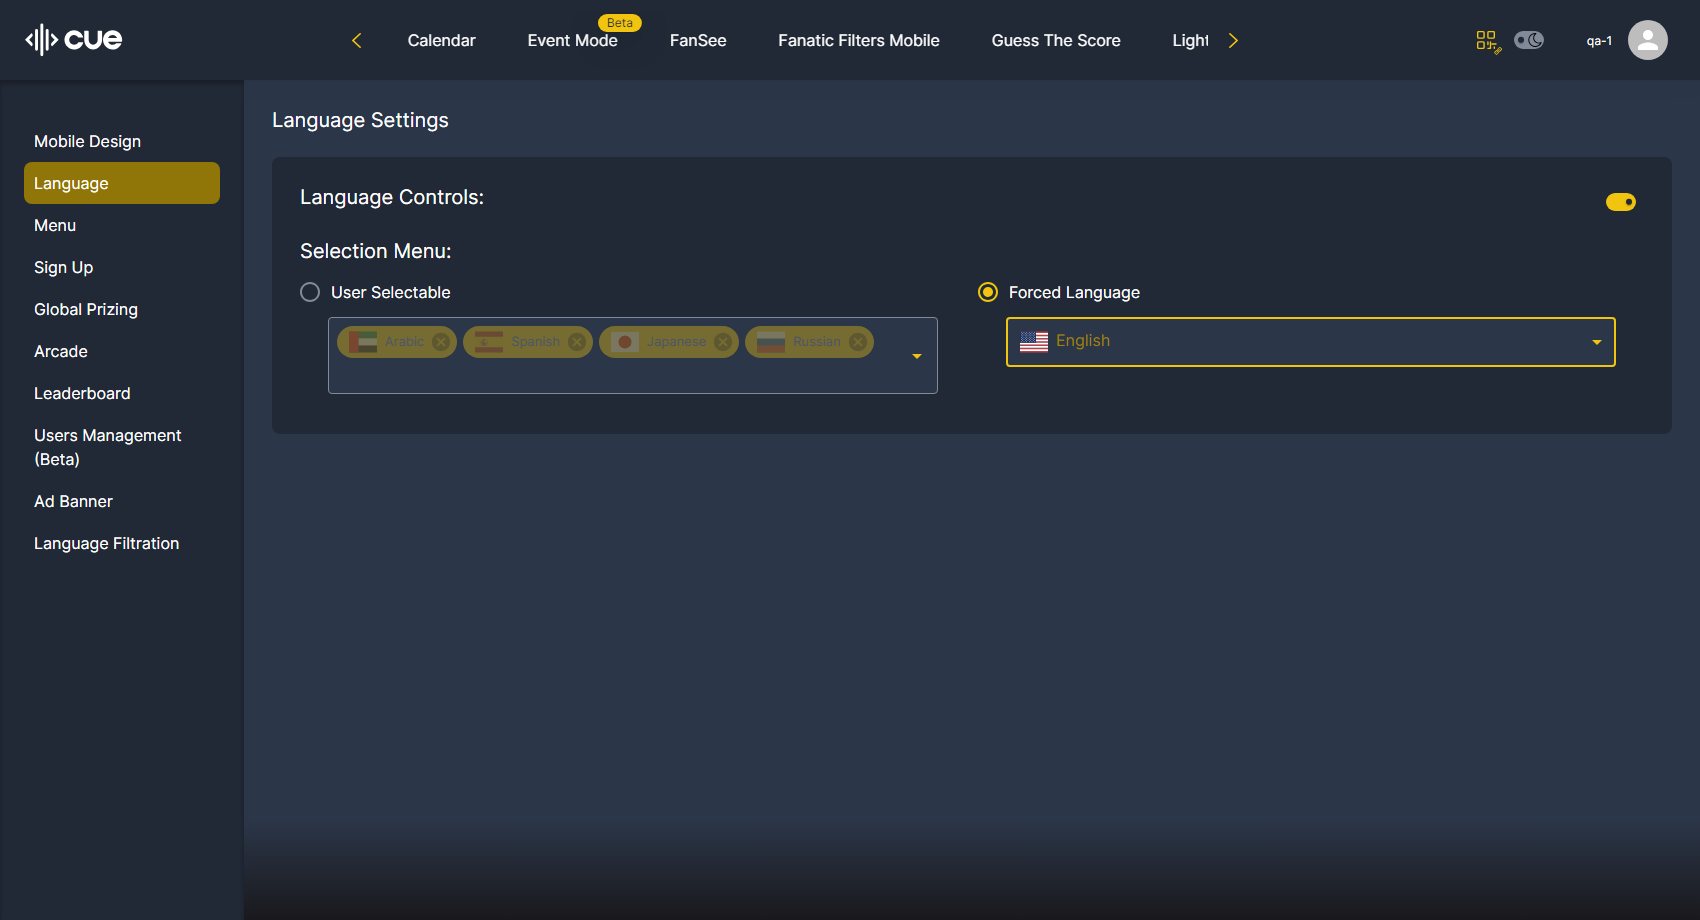 cue
Calendar
Event Mode
Beta
FanSee
Fanatic Filters Mobile
Guess The Score
Light
qa-1
Mobile Design
Language
Menu
Sign Up
Global Prizing
Arcade
Leaderboard
Users Management
(Beta)
Ad Banner
Language Filtration
Language Settings
Language Controls:
Selection Menu:
User Selectable
Arabic
Spanish
Japanese
Russian
Forced Language
English